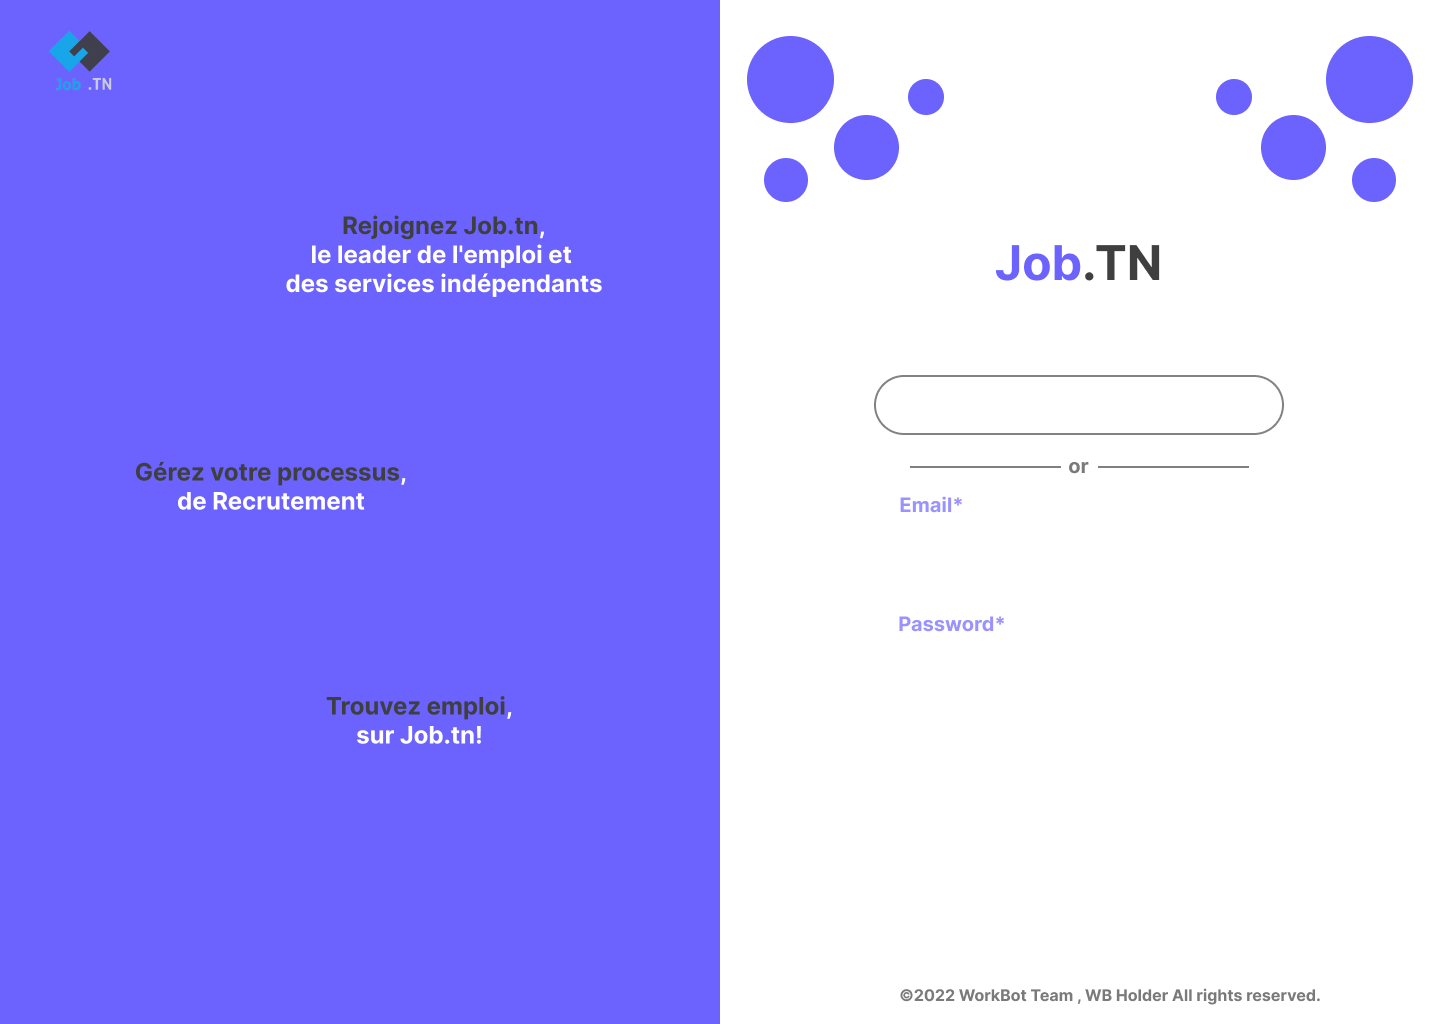 Job .TN
Rejoignez Job.tn,
le leader de l'emploi et
des services indépendants
Gérez votre processus,
de Recrutement
Trouvez emploi,
sur Job.tn!
Job.TN
or
Email*
Password*
©2022 WorkBot Team , WB Holder All rights reserved.